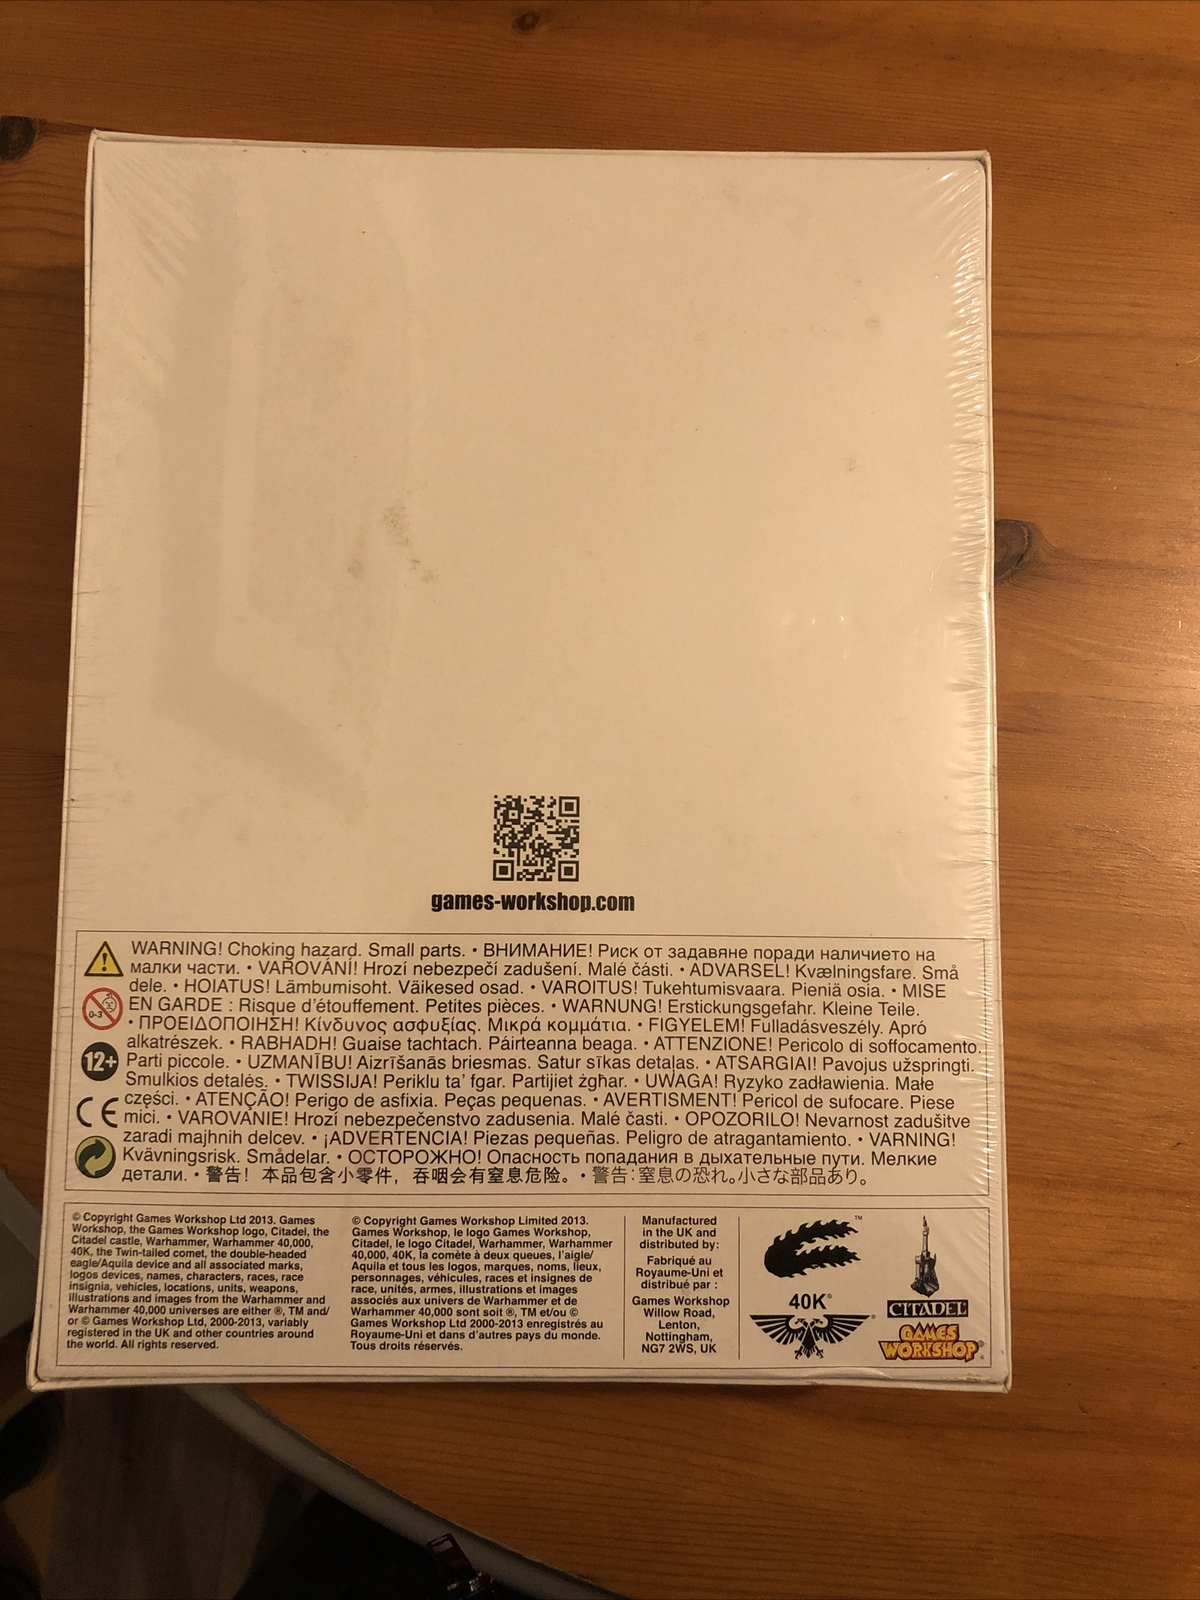 games-workshop.com
WARNING! Choking hazard. Small parts. • ВНИМАНИЕ! Риск от задавяне поради наличието на
малки части. • VAROVÁNÍ! Hrozí nebezpečí zadušení. Malé části. • ADVARSEL! Kvælningsfare. Små
dele. • HOIATUS! Lämbumisoht. Väikesed osad. • VAROITUS! Tukehtumisvaara. Pieniä osia. • MISE
EN GARDE : Risque d'étouffement. Petites pièces. • WARNUNG! Erstickungsgefahr. Kleine Teile.
• ΠΡΟΕΙΔΟΠΟΙΗΣΗ! Κίνδυνος ασφυξίας. Μικρά κομμάτια. • FIGYELEM! Fulladásveszély. Apró
alkatrészek. • RABHADH! Guaise tachtach. Páirteanna beaga. • ATTENZIONE! Pericolo di soffocamento.
Parti piccole. • UZMANĪBU! Aizrīšanās briesmas. Satur sīkas detaļas. • ATSARGIAI! Pavojus užspringti.
Smulkios detalės. • TWISSIJA! Periklu ta' fgar. Partijiet żgħar. • UWAGA! Ryzyko zadławienia. Małe
części. • ATENÇÃO! Perigo de asfixia. Peças pequenas. • AVERTISMENT! Pericol de sufocare. Piese
mici. • VAROVANIE! Hrozí nebezpečenstvo zadusenia. Malé časti. • OPOZORILO! Nevarnost zadušitve
zaradi majhnih delcev. • ¡ADVERTENCIA! Piezas pequeñas. Peligro de atragantamiento. • VARNING!
Kvävningsrisk. Smådelar. • ОСТОРОЖНО! Опасность попадания в дыхательные пути. Мелкие
детали. • 警告! 本品包含小零件，吞咽会有窒息危险。 • 警告:窒息の恐れ。小さな部品あり。
0-3
12+
CE
© Copyright Games Workshop Ltd 2013. Games
Workshop, the Games Workshop logo, Citadel, the
Citadel castle, Warhammer, Warhammer 40,000,
40K, the Twin-tailed comet, the double-headed
eagle/Aquila device and all associated marks,
logos devices, names, characters, races, race
insignia, vehicles, locations, units, weapons,
illustrations and images from the Warhammer and
Warhammer 40,000 universes are either ®, TM and/
or © Games Workshop Ltd, 2000-2013, variably
registered in the UK and other countries around
the world. All rights reserved.
© Copyright Games Workshop Limited 2013.
Games Workshop, le logo Games Workshop,
Citadel, le logo Citadel, Warhammer, Warhammer
40,000, 40K, la comète à deux queues, l'aigle/
Aquila et tous les logos, marques, noms, lieux,
personnages, véhicules, races et insignes de
race, unités, armes, illustrations et images
associés aux univers de Warhammer et de
Warhammer 40,000 sont soit ®, TM et/ou ©
Games Workshop Ltd 2000-2013 enregistrés au
Royaume-Uni et dans d'autres pays du monde.
Tous droits réservés.
Manufactured
in the UK and
distributed by:
Fabriqué au
Royaume-Uni et
distribué par :
Games Workshop
Willow Road,
Lenton,
Nottingham,
NG7 2WS, UK
™
40K®
®
CITADEL
GAMES
WORKSHOP®